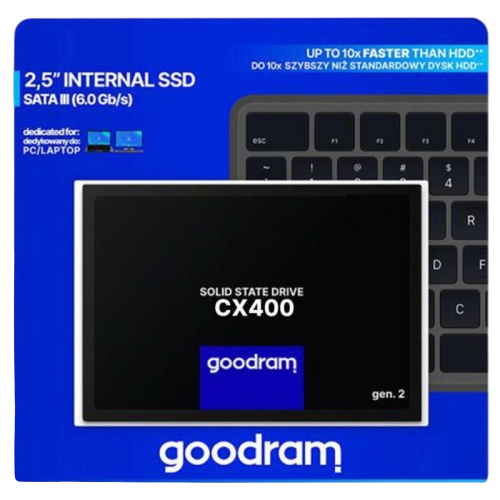 UP TO 10x FASTER THAN HDD**
DO 10x SZYBSZY NIŻ STANDARDOWY DYSK HDD**
2,5” INTERNAL SSD
SATA III (6.0 Gb/s)
dedicated for:
dedykowany do:
PC/LAPTOP
esc F1 F2 F3 F4
~ ! @ # $
4
R
D F
C
SOLID STATE DRIVE
CX400
goodram
gen. 2
goodram